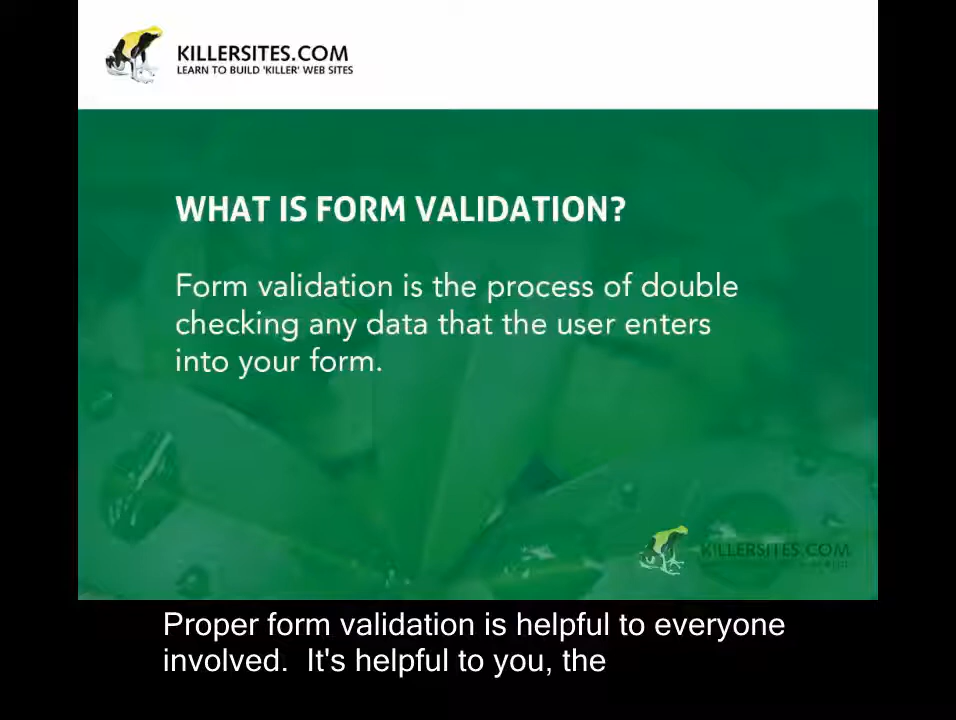 KILLERSITES.COM
LEARN TO BUILD 'KILLER' WEB SITES
WHAT IS FORM VALIDATION?
Form validation is the process of double
checking any data that the user enters
into your form.
KILLERSITES.COM
Proper form validation is helpful to everyone
involved.  It's helpful to you, the